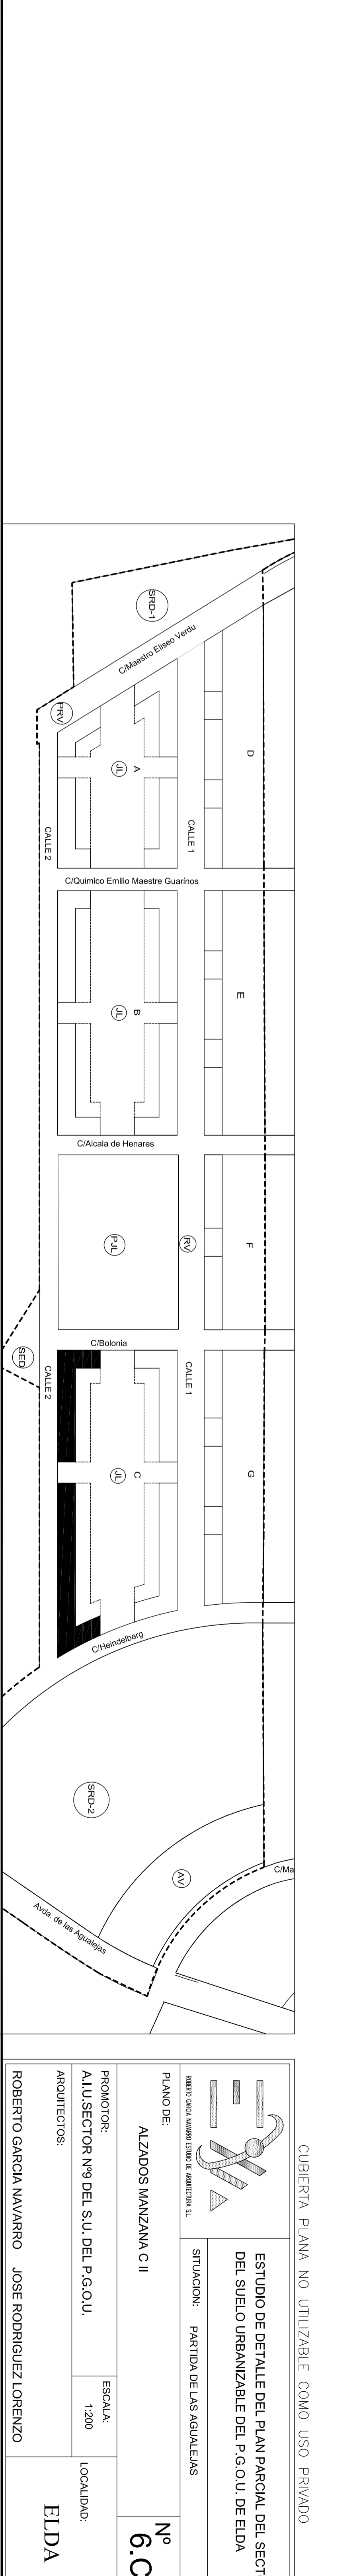 SRD-1
C/Maestro Eliseo Verdu
PRV
A
JL
D
CALLE 2
CALLE 1
C/Quimico Emilio Maestre Guarinos
E
B
JL
C/Alcala de Henares
F
PJL
RV
C/Bolonia
SED
CALLE 2
CALLE 1
G
C
JL
C/Heindelberg
SRD-2
AV
C/Ma
Avda. de las Agualejas
CUBIERTA PLANA NO UTILIZABLE COMO USO PRIVADO
ROBERTO GARCIA NAVARRO ESTUDIO DE ARQUITECTURA S.L.
ESTUDIO DE DETALLE DEL PLAN PARCIAL DEL SECT
DEL SUELO URBANIZABLE DEL P.G.O.U. DE ELDA
SITUACION: PARTIDA DE LAS AGUALEJAS
PLANO DE:
ALZADOS MANZANA C II
Nº
6.C
PROMOTOR:
A.I.U.SECTOR Nº9 DEL S.U. DEL P.G.O.U.
ESCALA:
1:200
LOCALIDAD:
ELDA
ARQUITECTOS:
ROBERTO GARCIA NAVARRO JOSE RODRIGUEZ LORENZO